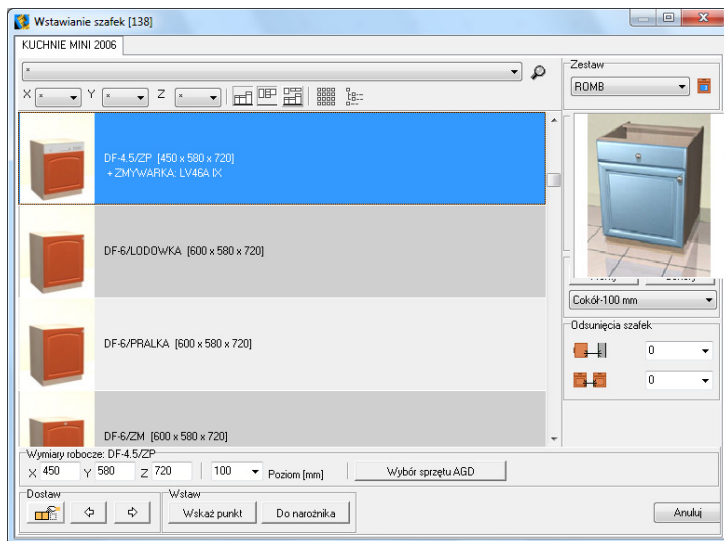 Wstawianie szafek [138]
KUCHNIE MINI 2006
*
Zestaw
ROMB
X * Y * Z *
DF-4.5/ZP [450 x 580 x 720]
+ ZMYWARKA: LV46A IX
DF-6/LODOWKA [600 x 580 x 720]
DF-6/PRALKA [600 x 580 x 720]
DF-6/ZM [600 x 580 x 720]
Cokół-100 mm
Odsunięcia szafek
0
0
Wymiary robocze: DF-4.5/ZP
X 450 Y 580 Z 720 100 Poziom [mm] Wybór sprzętu AGD
Dostaw
Wstaw
Wskaż punkt Do narożnika
Anuluj